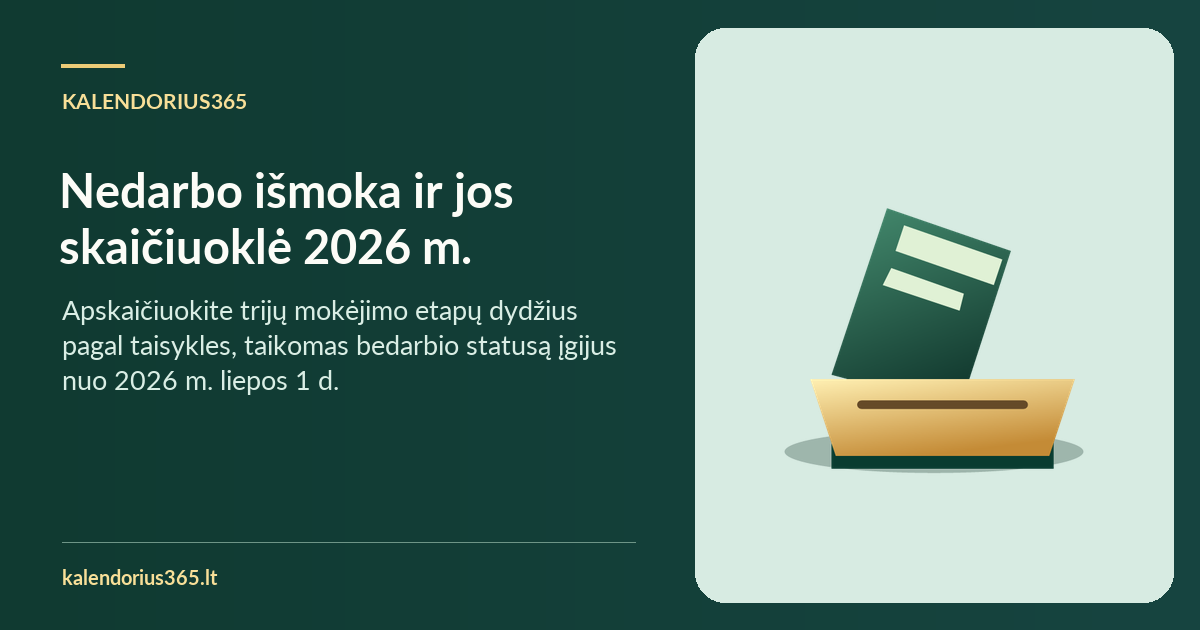 KALENDORIUS365
Nedarbo išmoka ir jos
skaičiuoklė 2026 m.
Apskaičiuokite trijų mokėjimo etapų dydžius
pagal taisykles, taikomas bedarbio statusą įgijus
nuo 2026 m. liepos 1 d.
kalendorius365.lt